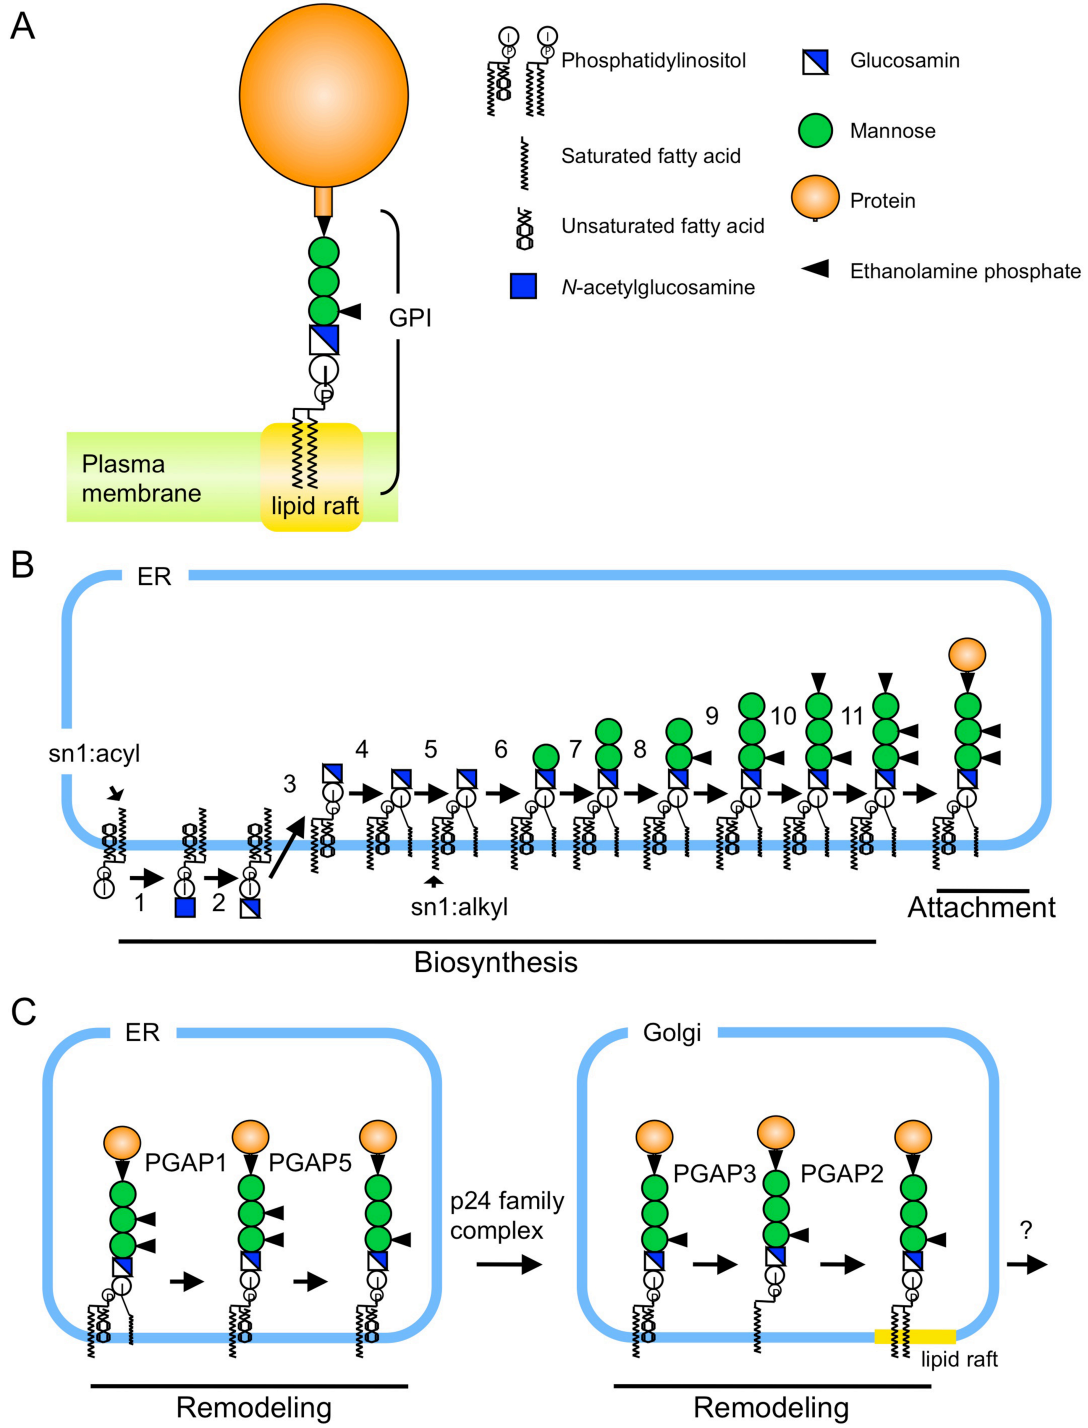 A
I
P
I
P
Phosphatidylinositol
Saturated fatty acid
Unsaturated fatty acid
N-acetylglucosamine
Glucosamin
Mannose
Protein
Ethanolamine phosphate
GPI
I
P
Plasma
membrane
lipid raft
B
ER
sn1:acyl
1
2
3
4
5
6
7
8
9
10
11
sn1:alkyl
Attachment
Biosynthesis
C
ER
PGAP1
PGAP5
p24 family
complex
Remodeling
Golgi
PGAP3
PGAP2
?
lipid raft
Remodeling